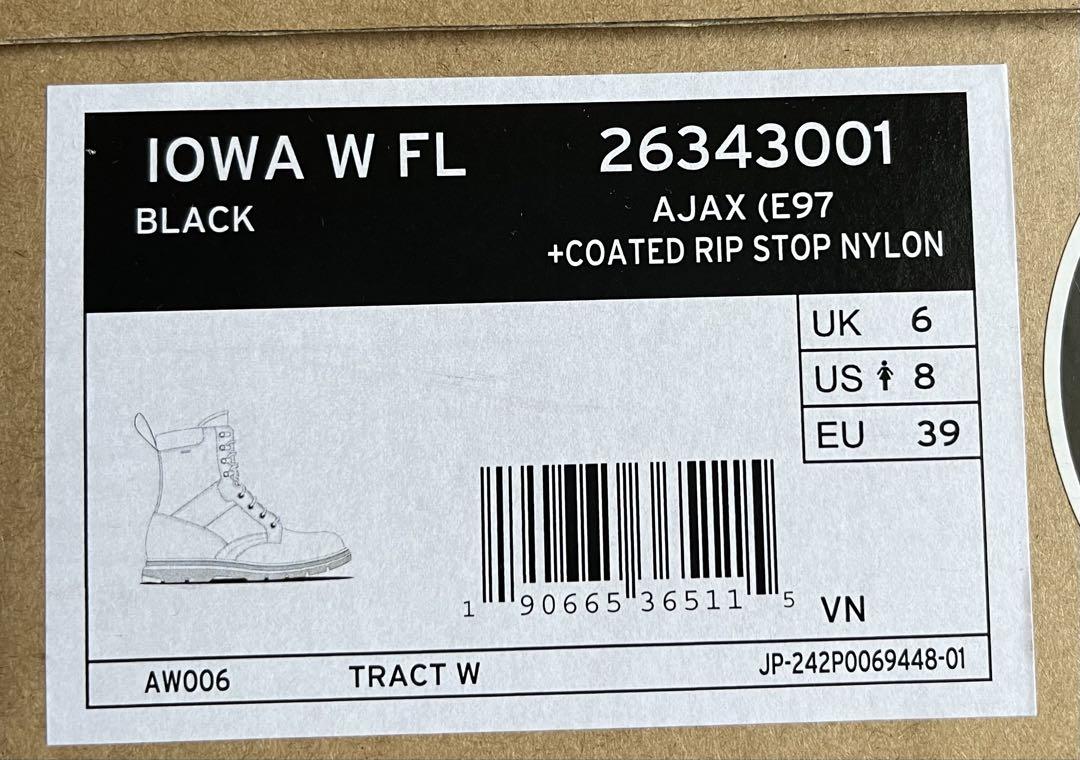 IOWA W FL
BLACK
26343001
AJAX (E97
+COATED RIP STOP NYLON
UK 6
US 8
EU 39
1 90665 36511 5
VN
AW006 TRACT W JP-242P0069448-01